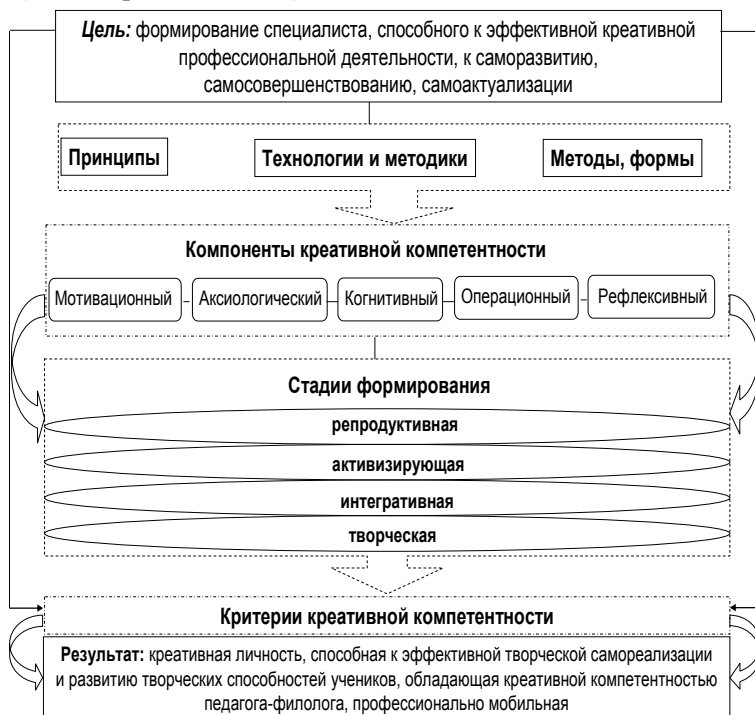 Цель: формирование специалиста, способного к эффективной креативной
профессиональной деятельности, к саморазвитию,
самосовершенствованию, самоактуализации
Принципы
Технологии и методики
Методы, формы
Компоненты креативной компетентности
Мотивационный
Аксиологический
Когнитивный
Операционный
Рефлексивный
Стадии формирования
репродуктивная
активизирующая
интегративная
творческая
Критерии креативной компетентности
Результат: креативная личность, способная к эффективной творческой самореализации
и развитию творческих способностей учеников, обладающая креативной компетентностью
педагога-филолога, профессионально мобильная